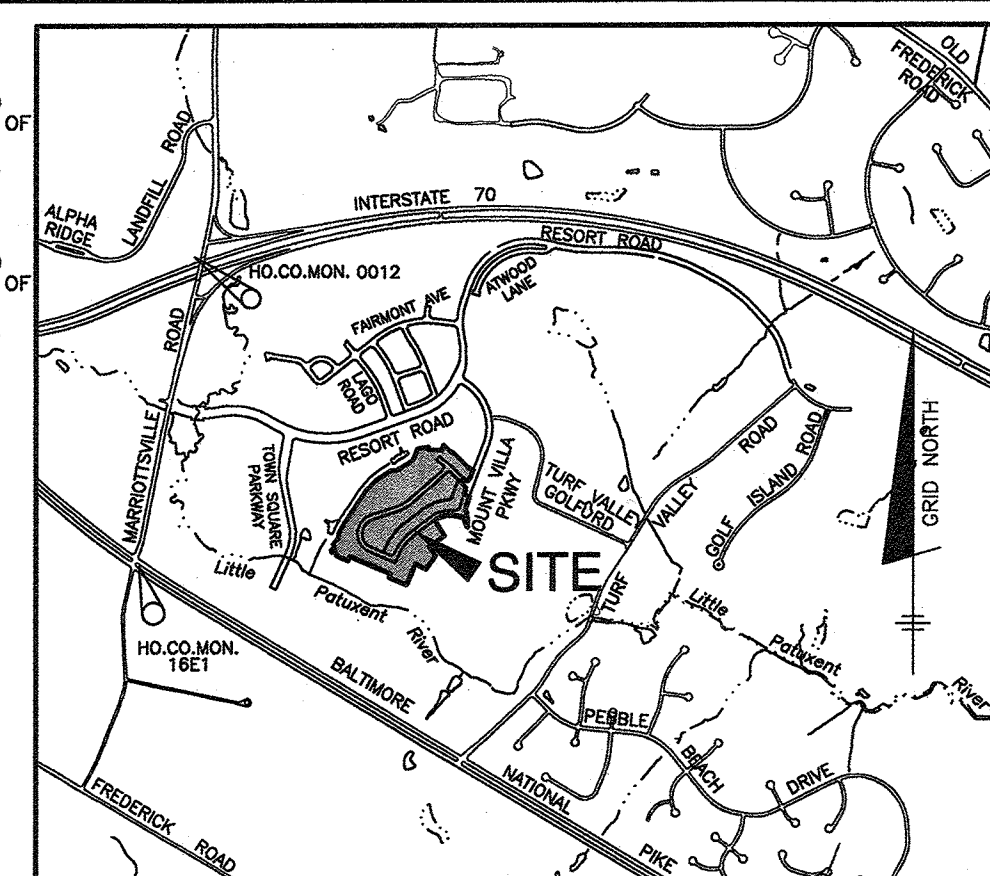 OF
OF
OLD
FREDERICK
ROAD
LANDFILL ROAD
ALPHA
RIDGE
INTERSTATE 70
RESORT ROAD
HO.CO.MON. 0012
ATWOOD
LANE
FAIRMONT AVE
LAGO
ROAD
RESORT ROAD
MARRIOTTSVILLE ROAD
TOWN SQUARE
PARKWAY
MOUNT VILLA
PKWY
TURF VALLEY
GOLF RD
TURF VALLEY ROAD
GOLF ISLAND ROAD
GRID NORTH
SITE
Little Patuxent River
Little Patuxent River
HO.CO.MON.
16E1
BALTIMORE NATIONAL PIKE
PEBBLE BEACH DRIVE
FREDERICK ROAD